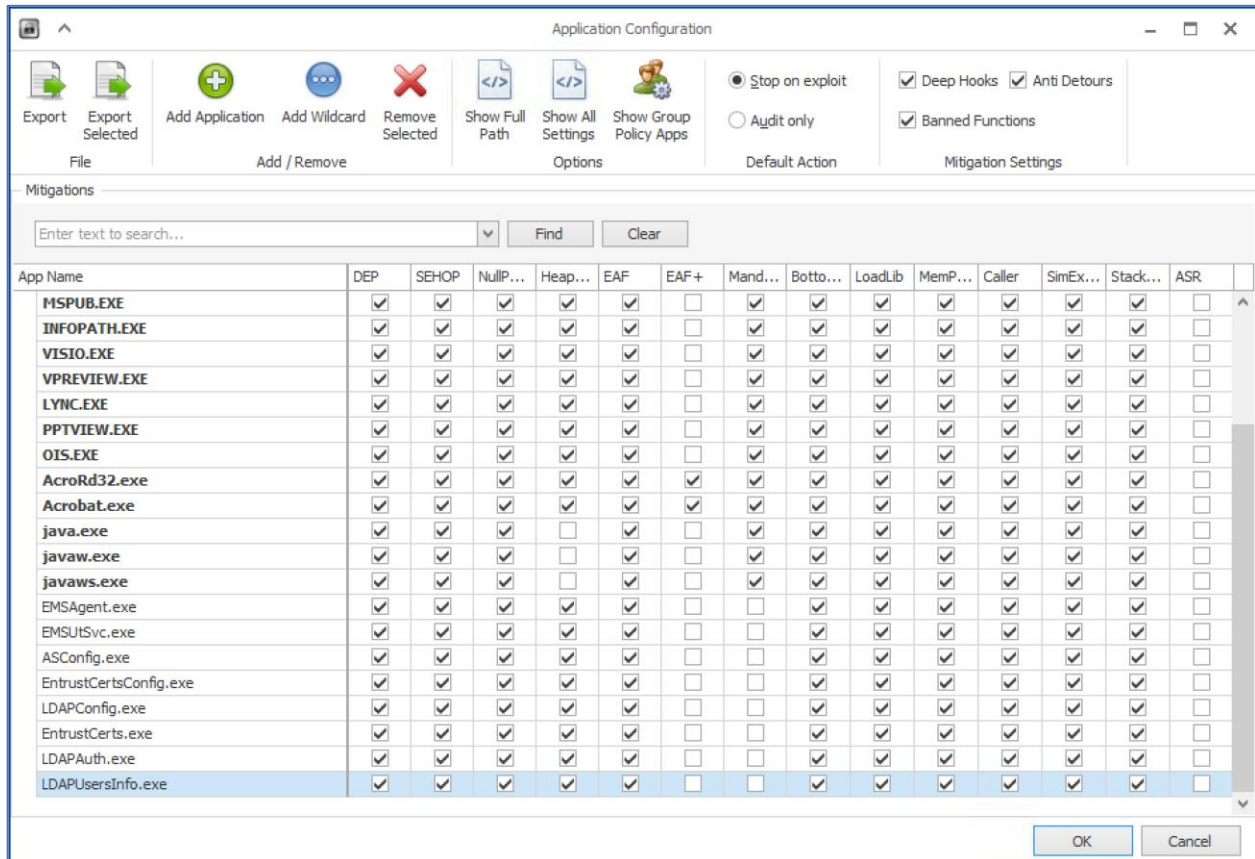 Application Configuration
Export
Export Selected
Add Application
Add Wildcard
Remove Selected
Show Full Path
Show All Settings
Show Group Policy Apps
Stop on exploit
Audit only
Deep Hooks
Anti Detours
Banned Functions
File
Add / Remove
Options
Default Action
Mitigation Settings
Mitigations
Enter text to search...
Find
Clear
App Name DEP SEHOP NullP... Heap... EAF EAF+ Mand... Botto... LoadLib MemP... Caller SimEx... Stack... ASR
MSPUB.EXE
INFOPATH.EXE
VISIO.EXE
VPREVIEW.EXE
LYNC.EXE
PPTVIEW.EXE
OIS.EXE
AcroRd32.exe
Acrobat.exe
java.exe
javaw.exe
javaws.exe
EMSAgent.exe
EMSUtSvc.exe
ASConfig.exe
EntrustCertsConfig.exe
LDAPConfig.exe
EntrustCerts.exe
LDAPAuth.exe
LDAPUsersInfo.exe
OK
Cancel